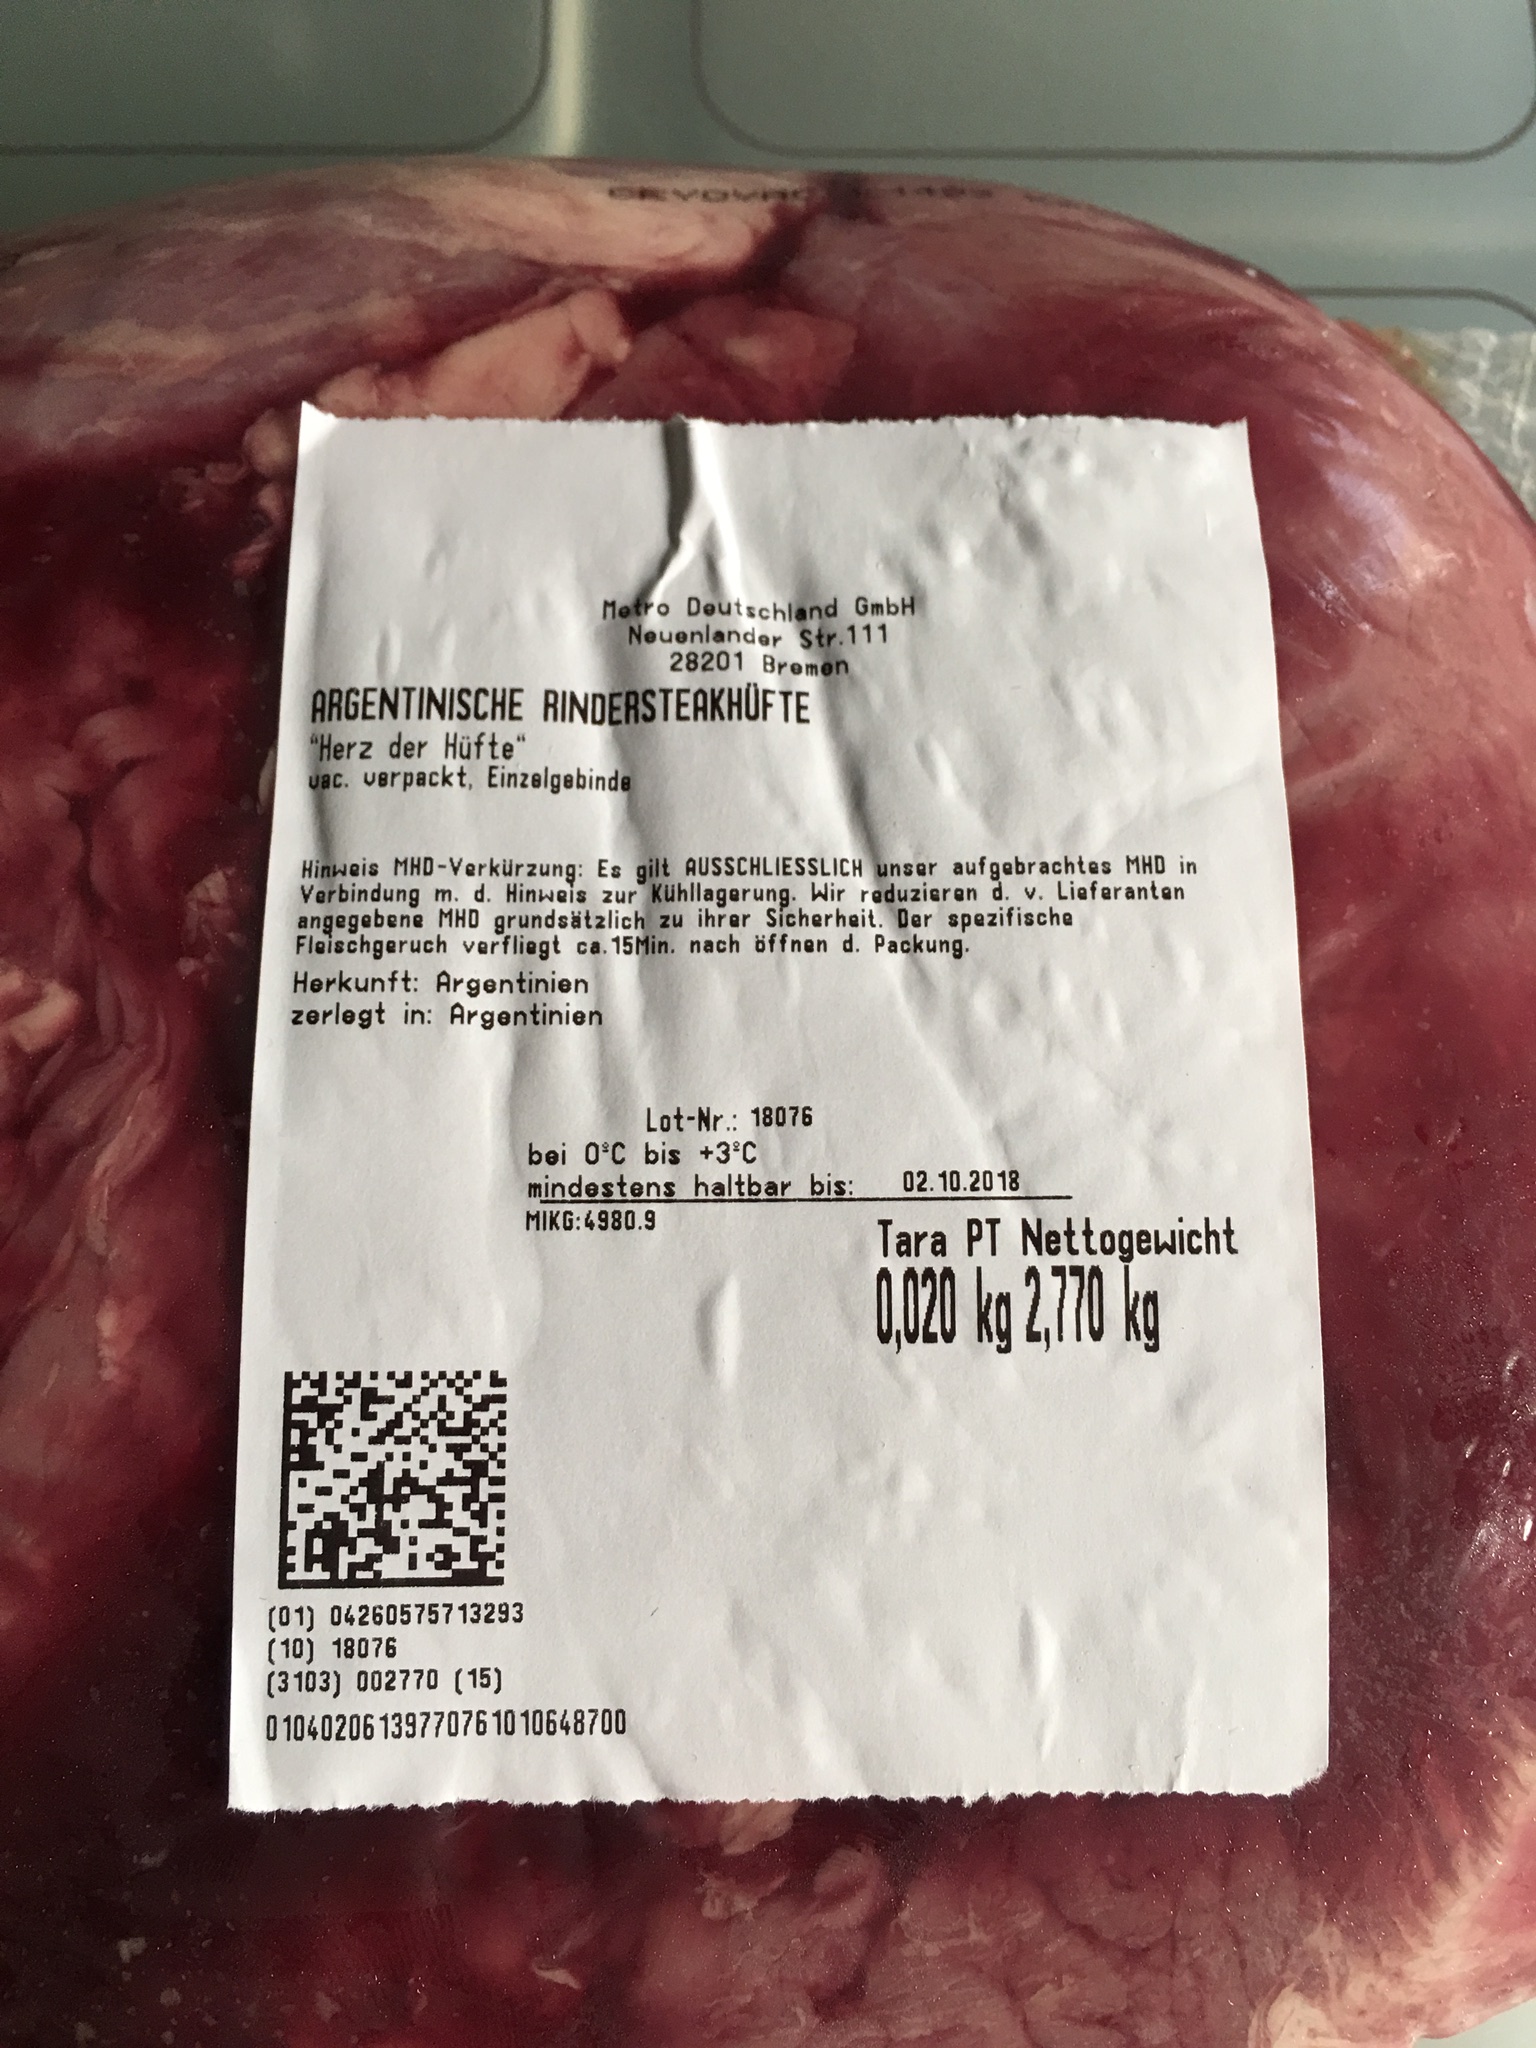 Metro Deutschland GmbH
Neuenlander Str.111
28201 Bremen
ARGENTINISCHE RINDERSTEAKHÜFTE
"Herz der Hüfte"
vac. verpackt, Einzelgebinde
Hinweis MHD-Verkürzung: Es gilt AUSSCHLIESSLICH unser aufgebrachtes MHD in
Verbindung m. d. Hinweis zur Kühllagerung. Wir reduzieren d. v. Lieferanten
angegebene MHD grundsätzlich zu ihrer Sicherheit. Der spezifische
Fleischgeruch verfliegt ca.15Min. nach öffnen d. Packung.
Herkunft: Argentinien
zerlegt in: Argentinien
Lot-Nr.: 18076
bei 0°C bis +3°C
mindestens haltbar bis: 02.10.2018
MIKG:4980.9
Tara PT Nettogewicht
0,020 kg 2,770 kg
(01) 04260575713293
(10) 18076
(3103) 002770 (15)
01040206139770761010648700